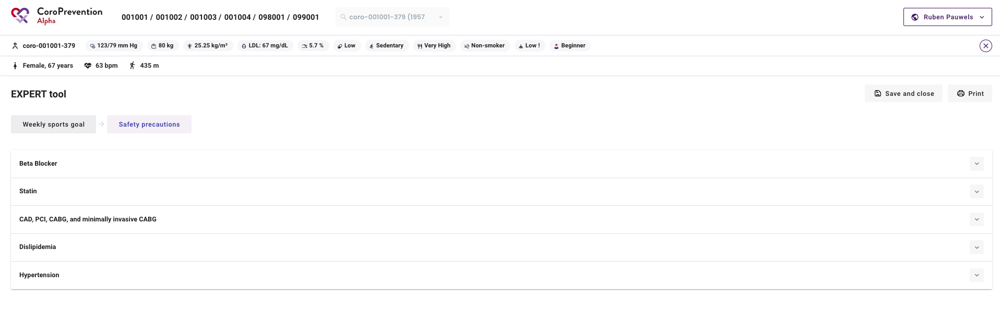 CoroPrevention
Alpha
001001 / 001002 / 001003 / 001004 / 098001 / 099001
coro-001001-379 (1957
Ruben Pauwels
coro-001001-379 123/79 mm Hg 80 kg 25.25 kg/m² LDL: 67 mg/dL 5.7 % Low Sedentary Very High Non-smoker Low ! Beginner
Female, 67 years 63 bpm 435 m
EXPERT tool
Save and close Print
Weekly sports goal Safety precautions
Beta Blocker
Statin
CAD, PCI, CABG, and minimally invasive CABG
Dislipidemia
Hypertension